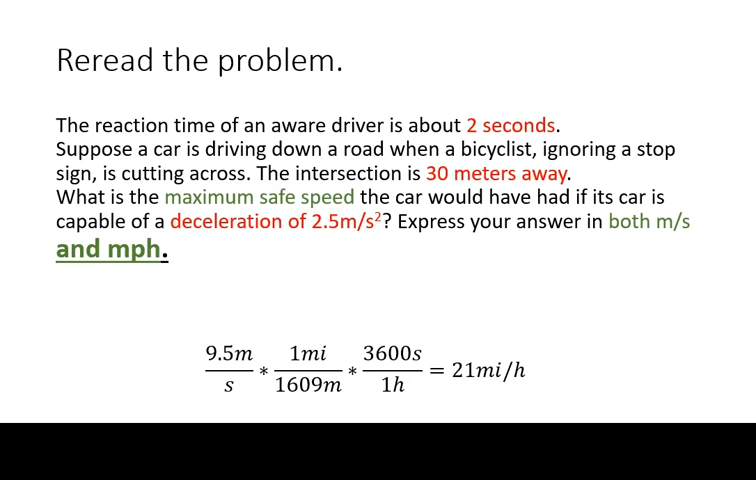 Reread the problem.
The reaction time of an aware driver is about 2 seconds.
Suppose a car is driving down a road when a bicyclist, ignoring a stop
sign, is cutting across. The intersection is 30 meters away.
What is the maximum safe speed the car would have had if its car is
capable of a deceleration of 2.5m/s²? Express your answer in both m/s
and mph.
9.5m/s * 1mi/1609m * 3600s/1h = 21mi/h